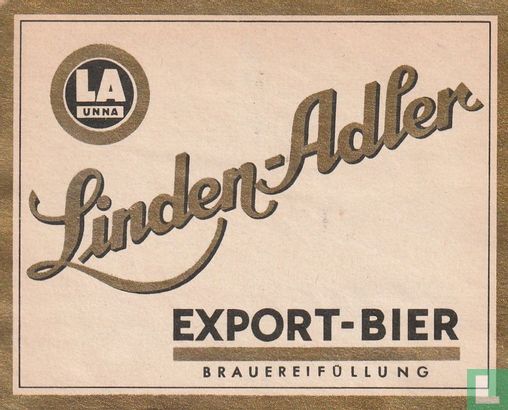 LA
UNNA
Linden-Adler
EXPORT-BIER
BRAUEREIFÜLLUNG